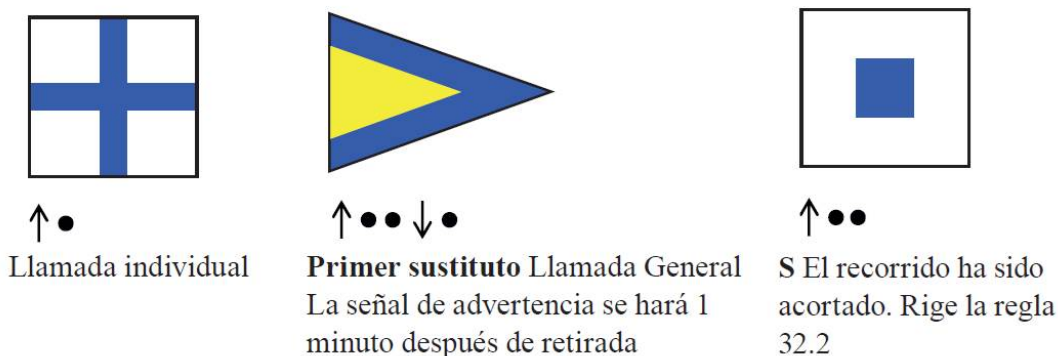 Llamada individual
Primer sustituto Llamada General
La señal de advertencia se hará 1
minuto después de retirada
S El recorrido ha sido
acortado. Rige la regla
32.2